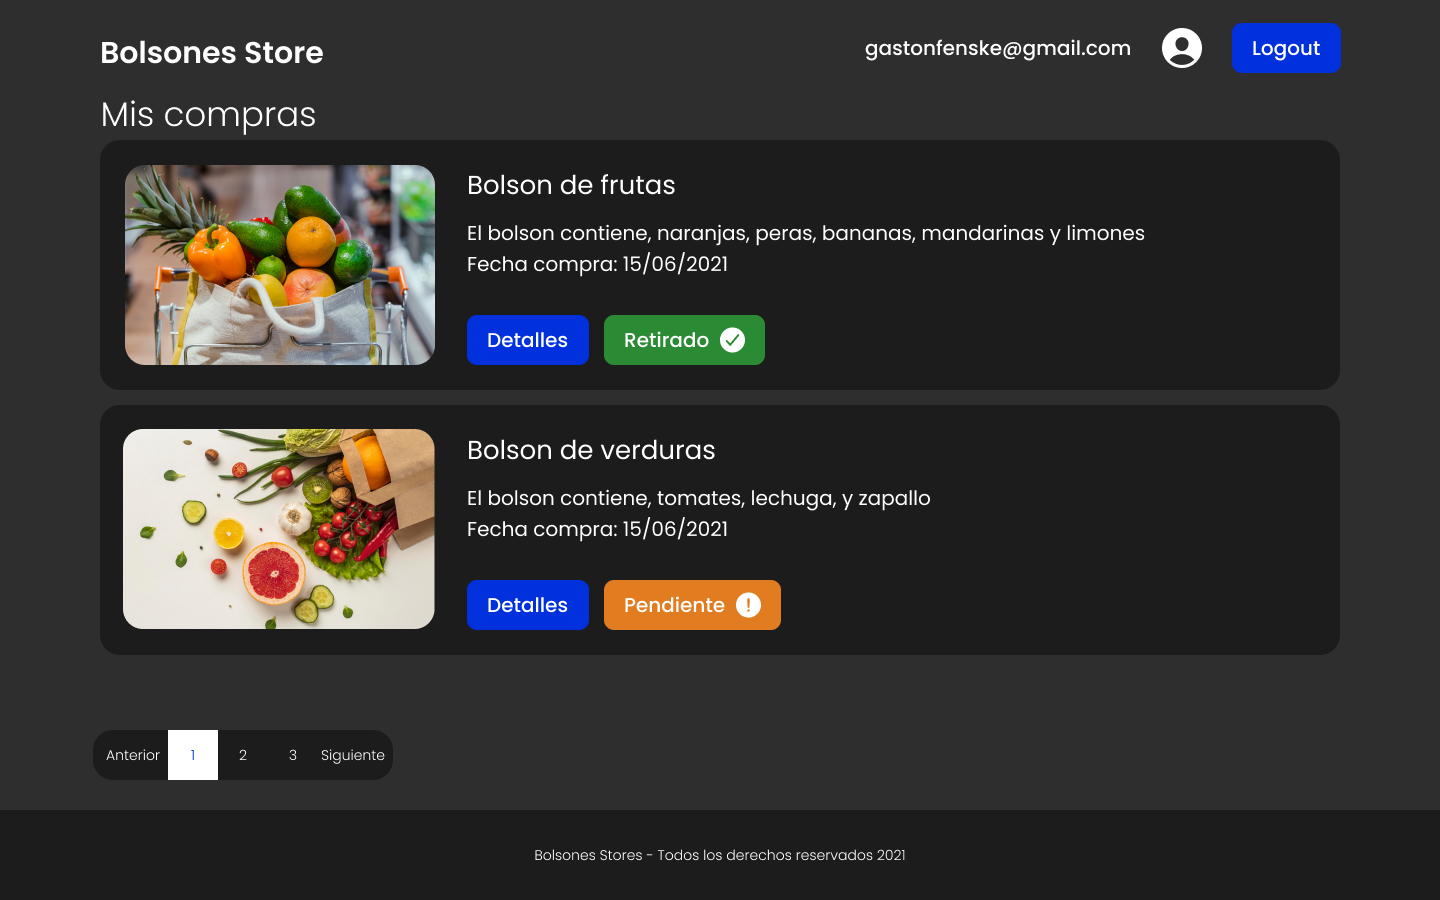 Bolsones Store
gastonfenske@gmail.com
Logout
Mis compras
Bolson de frutas
El bolson contiene, naranjas, peras, bananas, mandarinas y limones
Fecha compra: 15/06/2021
Detalles
Retirado
Bolson de verduras
El bolson contiene, tomates, lechuga, y zapallo
Fecha compra: 15/06/2021
Detalles
Pendiente
Anterior 1 2 3 Siguiente
Bolsones Stores - Todos los derechos reservados 2021